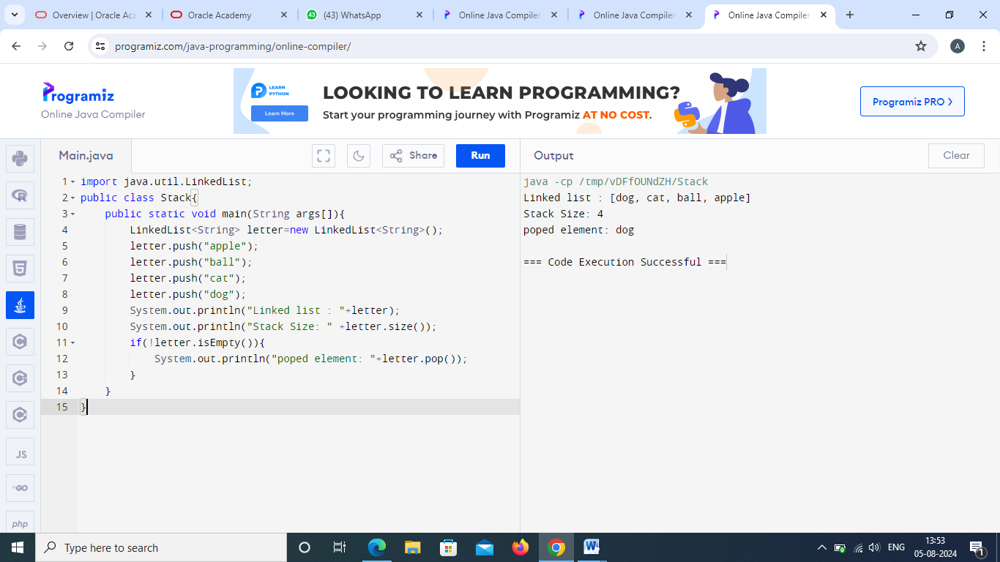 Overview | Oracle Aca
Oracle Academy
43 (43) WhatsApp
Online Java Compiler
Online Java Compiler
Online Java Compiler
programiz.com/java-programming/online-compiler/
A
Programiz
Online Java Compiler
LEARN
PYTHON
Learn More
LOOKING TO LEARN PROGRAMMING?
Start your programming journey with Programiz AT NO COST.
Programiz PRO >
Main.java
Share
Run
Output
Clear
1 import java.util.LinkedList;
2 public class Stack{
3 public static void main(String args[]){
4 LinkedList<String> letter=new LinkedList<String>();
5 letter.push("apple");
6 letter.push("ball");
7 letter.push("cat");
8 letter.push("dog");
9 System.out.println("Linked list : "+letter);
10 System.out.println("Stack Size: " +letter.size());
11 if(!letter.isEmpty()){
12 System.out.println("poped element: "+letter.pop());
13 }
14 }
15 }
java -cp /tmp/vDFfOUNdZH/Stack
Linked list : [dog, cat, ball, apple]
Stack Size: 4
poped element: dog
=== Code Execution Successful ===
JS
GO
php
Type here to search
ENG
13:53
05-08-2024
1